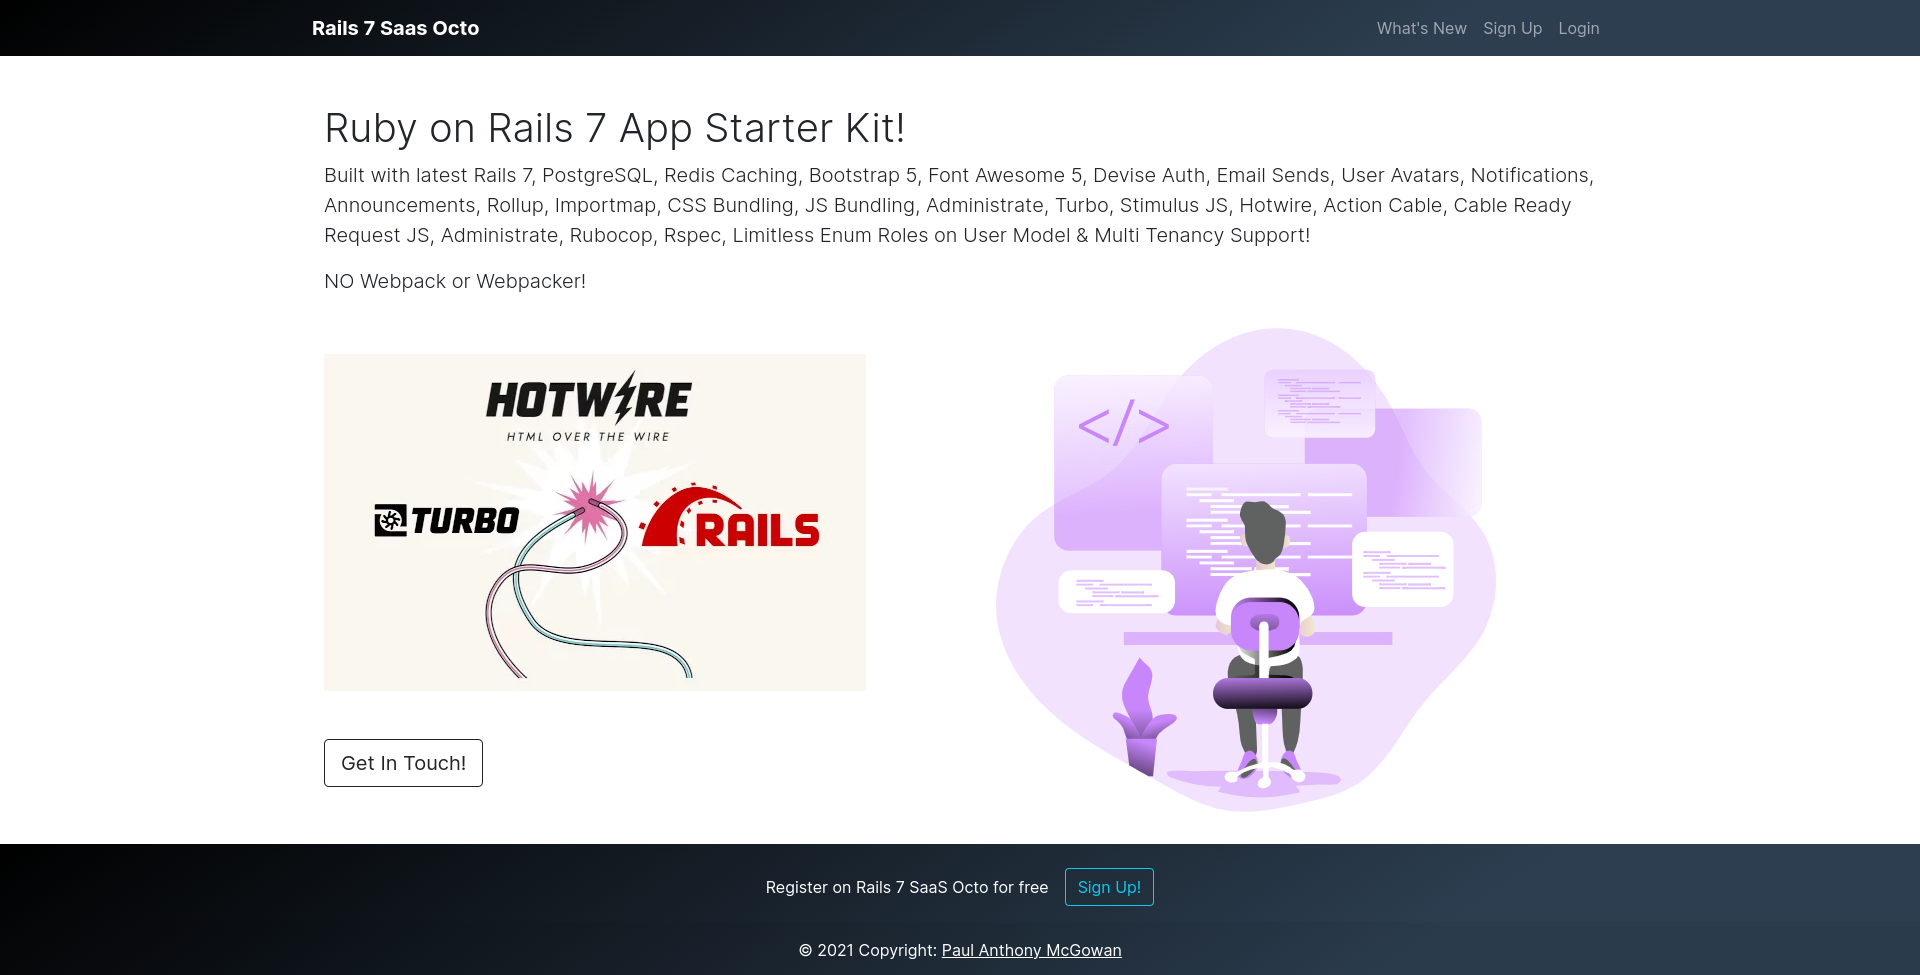 Rails 7 Saas Octo
What's New Sign Up Login
Ruby on Rails 7 App Starter Kit!
Built with latest Rails 7, PostgreSQL, Redis Caching, Bootstrap 5, Font Awesome 5, Devise Auth, Email Sends, User Avatars, Notifications,
Announcements, Rollup, Importmap, CSS Bundling, JS Bundling, Administrate, Turbo, Stimulus JS, Hotwire, Action Cable, Cable Ready
Request JS, Administrate, Rubocop, Rspec, Limitless Enum Roles on User Model & Multi Tenancy Support!
NO Webpack or Webpacker!
HOTWIRE
HTML OVER THE WIRE
TURBO
RAILS
</>
Get In Touch!
Register on Rails 7 SaaS Octo for free Sign Up!
© 2021 Copyright: Paul Anthony McGowan